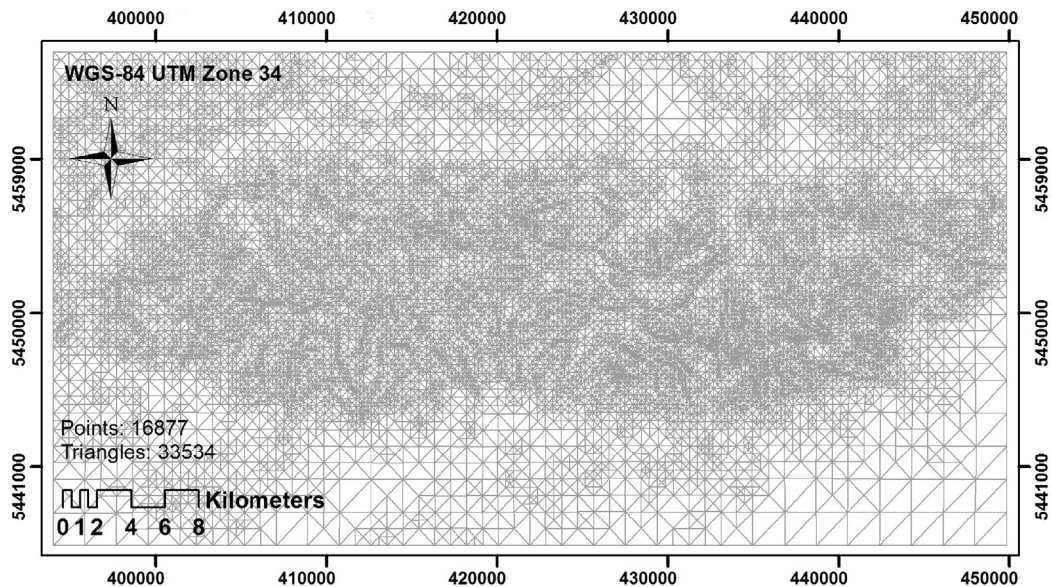 400000 410000 420000 430000 440000 450000
WGS-84 UTM Zone 34
N
5459000 5459000
5450000 5450000
Points: 16877
Triangles: 33534
5441000 5441000
Kilometers
0 1 2 4 6 8
400000 410000 420000 430000 440000 450000